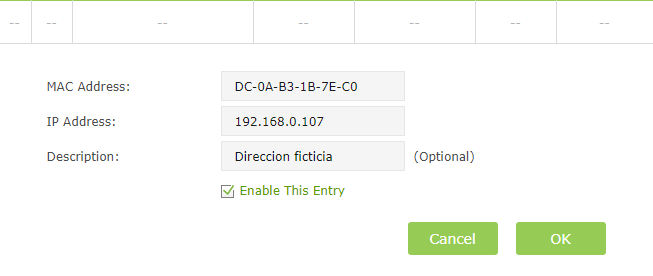 -- -- -- -- -- -- --
MAC Address: DC-0A-B3-1B-7E-C0
IP Address: 192.168.0.107
Description: Direccion ficticia (Optional)
Enable This Entry
Cancel OK